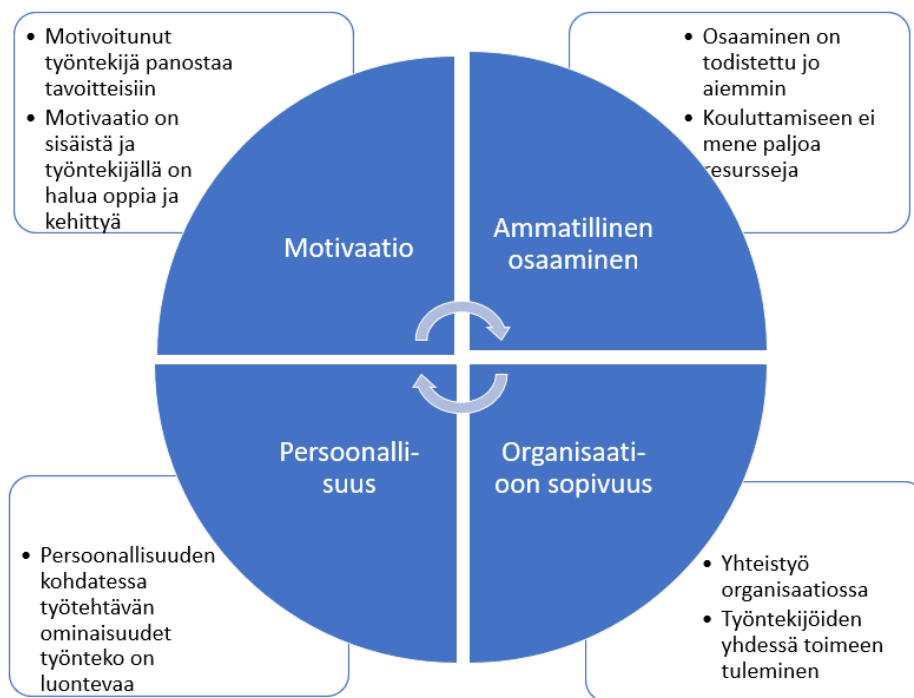 • Motivoitunut
työntekijä panostaa
tavoitteisiin
• Motivaatio on
sisäistä ja
työntekijällä on
halua oppia ja
kehittyä
• Osaaminen on
todistettu jo
aiemmin
• Kouluttamiseen ei
mene paljoa
resursseja
Motivaatio
Ammatillinen
osaaminen
Persoonalli-
suus
Organisaati-
oon sopivuus
• Persoonallisuuden
kohdatessa
työtehtävän
ominaisuudet
työnteko on
luontevaa
• Yhteistyö
organisaatiossa
• Työntekijöiden
yhdessä toimeen
tuleminen